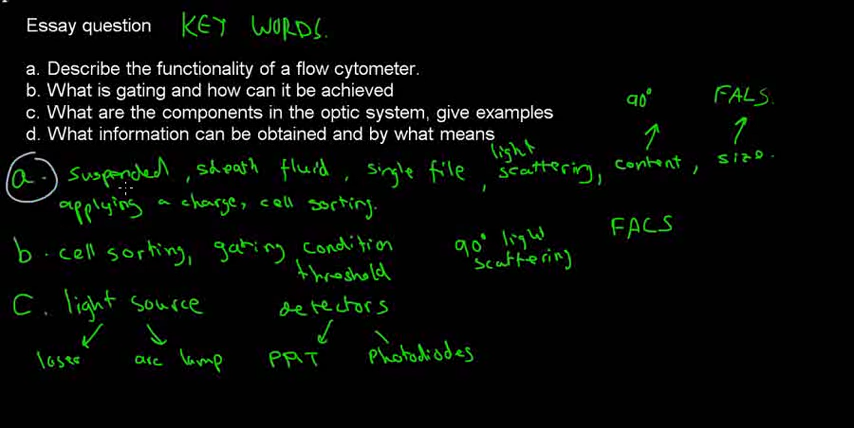 Essay question KEY WORDS.
a. Describe the functionality of a flow cytometer.
b. What is gating and how can it be achieved
c. What are the components in the optic system, give examples
d. What information can be obtained and by what means
90° FALS.
a. suspended, sheath fluid, single file, light scattering, content, size.
applying a charge, cell sorting.
b. cell sorting, gating condition threshold
90° light scattering
FACS
C. light source detectors
laser arc lamp PMT photodiodes